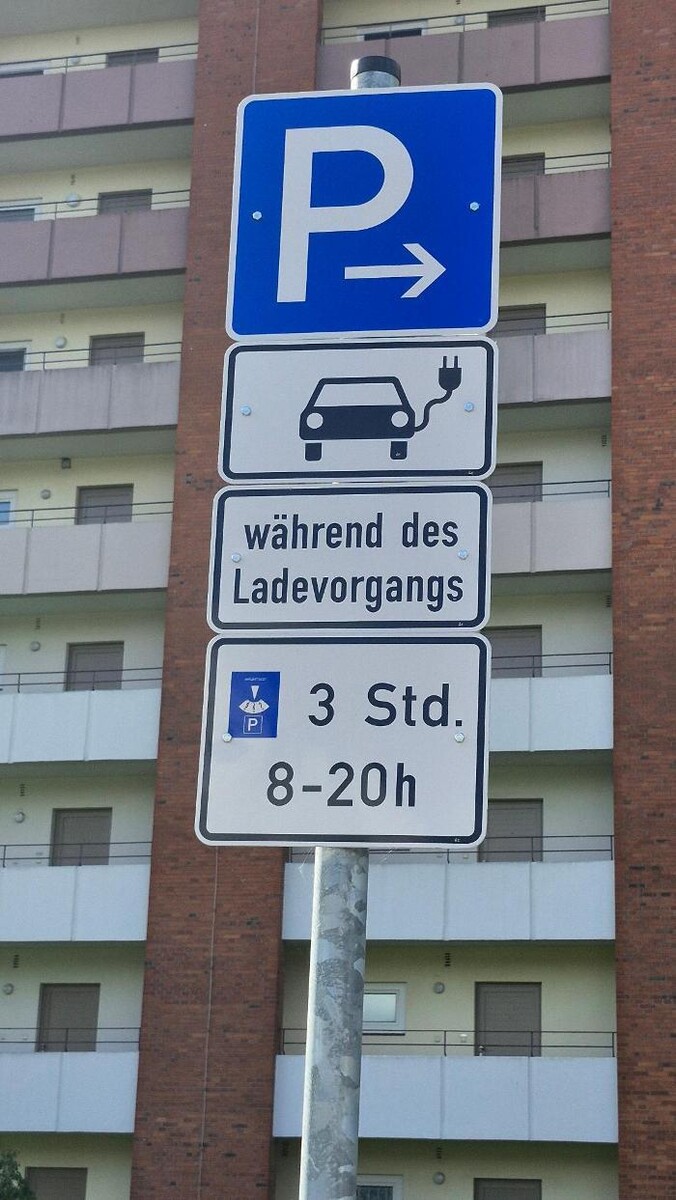 P
während des
Ladevorgangs
P 3 Std.
8-20h